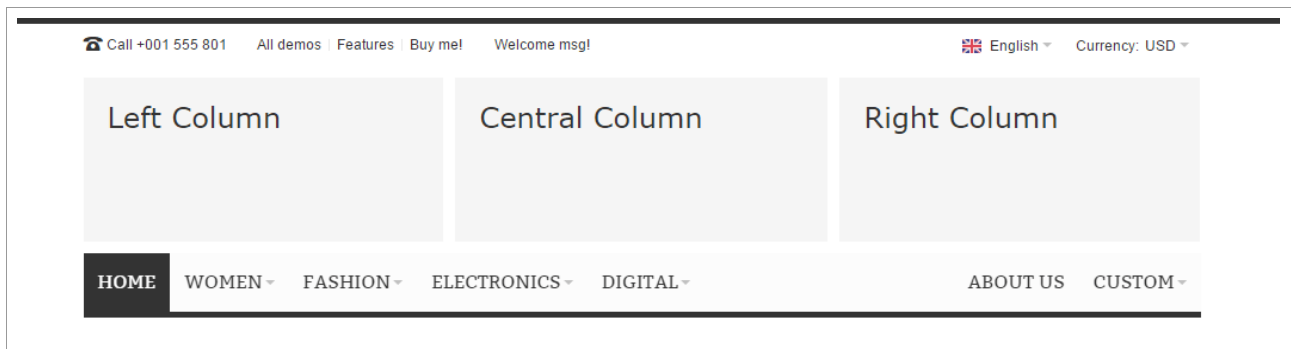 Call +001 555 801 All demos Features Buy me! Welcome msg! English Currency: USD
Left Column Central Column Right Column
HOME WOMEN FASHION ELECTRONICS DIGITAL ABOUT US CUSTOM